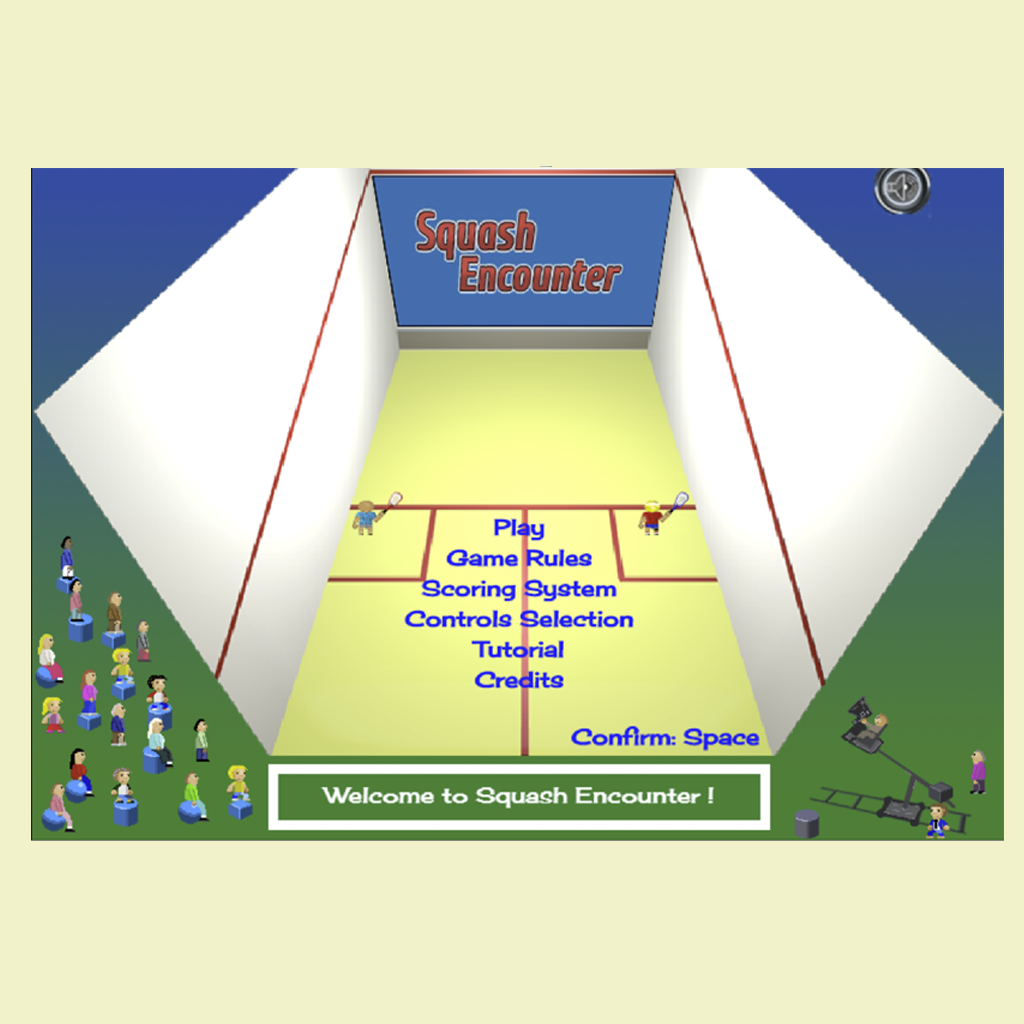 Squash
Encounter
Play
Game Rules
Scoring System
Controls Selection
Tutorial
Credits
Confirm: Space
Welcome to Squash Encounter !